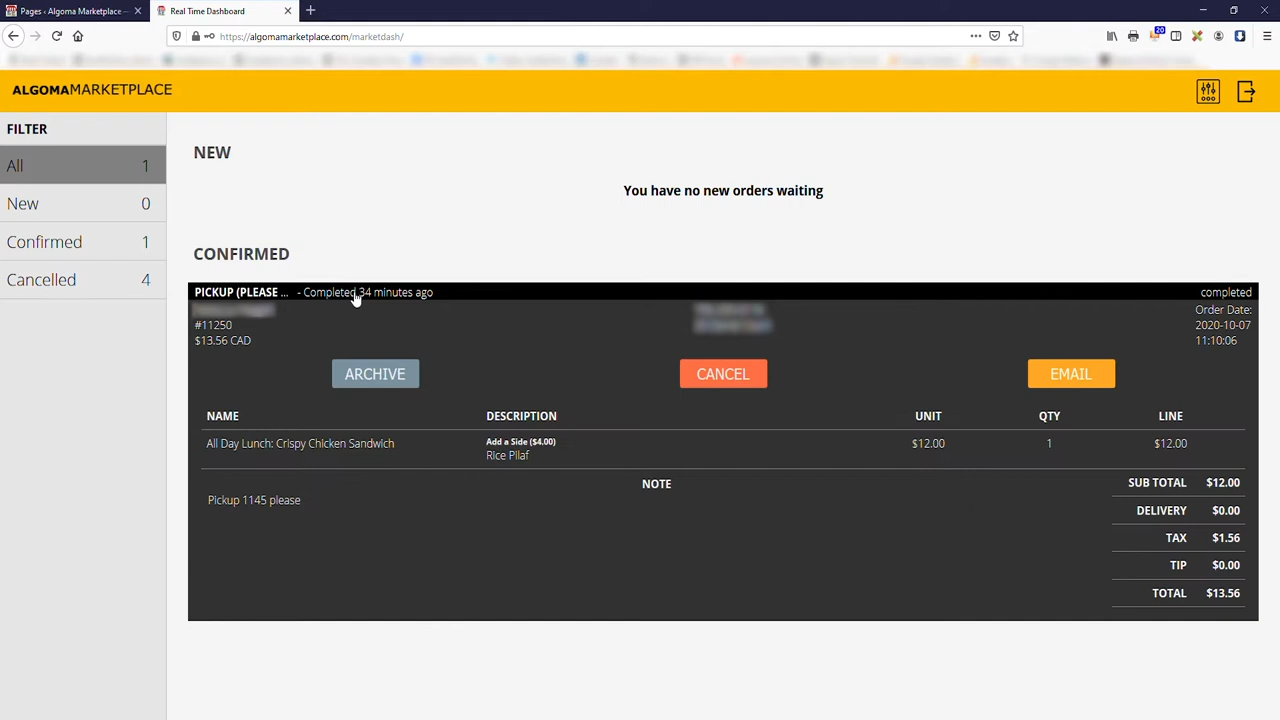 Pages ‹ Algoma Marketplace —
Real Time Dashboard
https://algomamarketplace.com/marketdash/
20
ALGOMAMARKETPLACE
FILTER
All 1
New 0
Confirmed 1
Cancelled 4
NEW
You have no new orders waiting
CONFIRMED
PICKUP (PLEASE ... - Completed 34 minutes ago completed
#11250
$13.56 CAD
Order Date:
2020-10-07
11:10:06
ARCHIVE CANCEL EMAIL
NAME DESCRIPTION UNIT QTY LINE
All Day Lunch: Crispy Chicken Sandwich Add a Side ($4.00) $12.00 1 $12.00
Rice Pilaf
NOTE
Pickup 1145 please
SUB TOTAL $12.00
DELIVERY $0.00
TAX $1.56
TIP $0.00
TOTAL $13.56